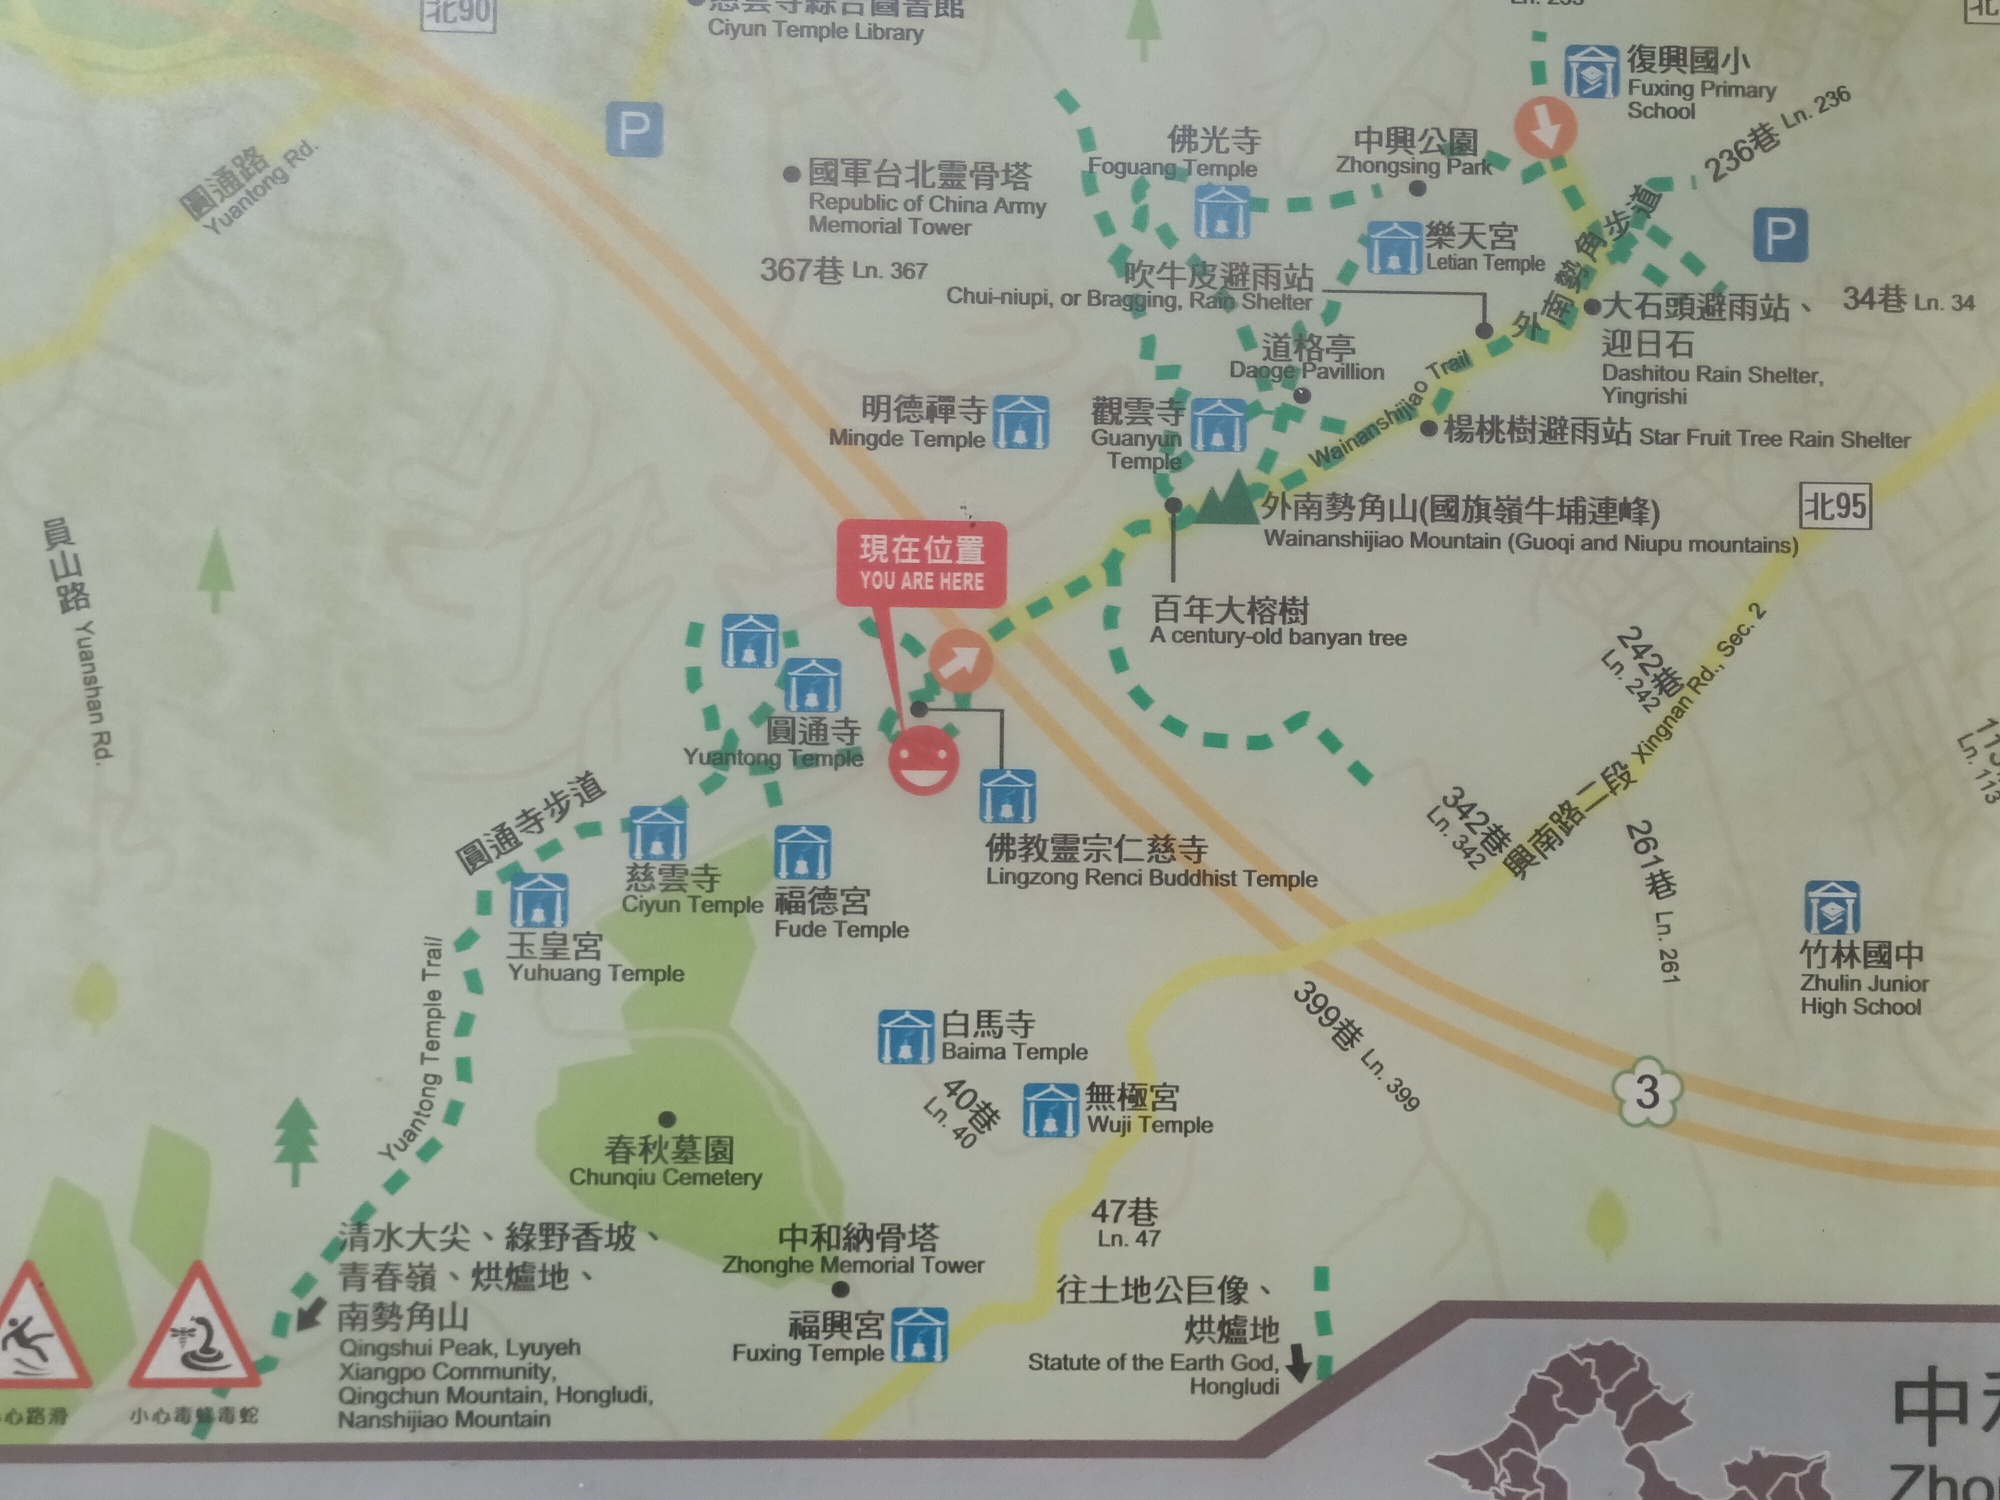 北90
慈雲寺綜合圖書館
Ciyun Temple Library
復興國小
Fuxing Primary
School
236巷 Ln. 236
圓通路
Yuantong Rd.
P
國軍台北靈骨塔
Republic of China Army
Memorial Tower
367巷 Ln. 367
佛光寺
Foguang Temple
中興公園
Zhongsing Park
樂天宮
Letian Temple
P
吹牛皮避雨站
Chui-niupi, or Bragging, Rain Shelter
外南勢角步道
Wainanshijiao Trail
大石頭避雨站、
迎日石
Dashitou Rain Shelter,
Yingrishi
34巷 Ln. 34
道格亭
Daoge Pavillion
明德禪寺
Mingde Temple
觀雲寺
Guanyun
Temple
楊桃樹避雨站 Star Fruit Tree Rain Shelter
北95
外南勢角山(國旗嶺牛埔連峰)
Wainanshijiao Mountain (Guoqi and Niupu mountains)
現在位置
YOU ARE HERE
員山路 Yuanshan Rd.
百年大榕樹
A century-old banyan tree
242巷
Ln. 242
興南路二段 Xingnan Rd., Sec. 2
圓通寺
Yuantong Temple
342巷
Ln. 342
261巷 Ln. 261
Ln. 113
圓通寺步道
Yuantong Temple Trail
佛教靈宗仁慈寺
Lingzong Renci Buddhist Temple
慈雲寺
Ciyun Temple
福德宮
Fude Temple
玉皇宮
Yuhuang Temple
竹林國中
Zhulin Junior
High School
399巷 Ln. 399
白馬寺
Baima Temple
40巷
Ln. 40
無極宮
Wuji Temple
3
春秋墓園
Chunqiu Cemetery
47巷
Ln. 47
中和納骨塔
Zhonghe Memorial Tower
福興宮
Fuxing Temple
清水大尖、綠野香坡、
青春嶺、烘爐地、
南勢角山
Qingshui Peak, Lyuyeh
Xiangpo Community,
Qingchun Mountain, Hongludi,
Nanshijiao Mountain
往土地公巨像、
烘爐地
Statute of the Earth God,
Hongludi
心路滑
小心毒蜂毒蛇
中
Zho